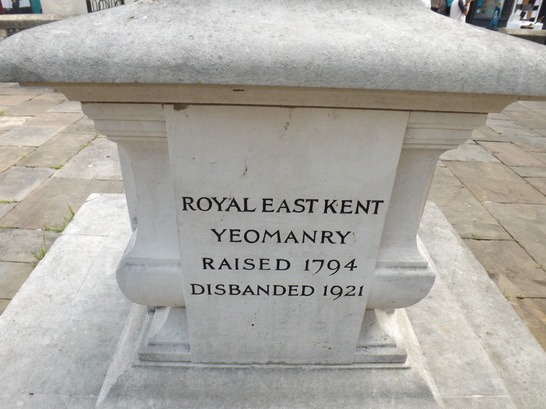 ROYAL EAST KENT
YEOMANRY
RAISED 1794
DISBANDED 1921